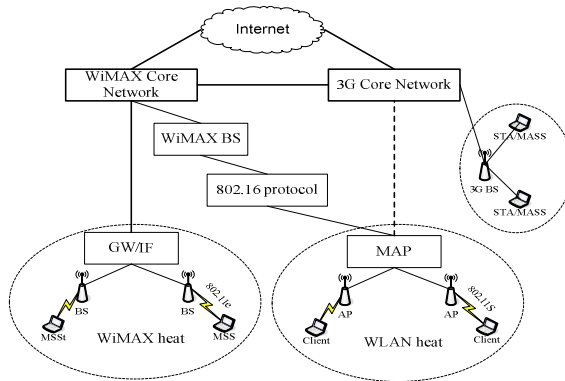 Internet
WiMAX Core
Network
3G Core Network
WiMAX BS
STA/MASS
3G BS
802.16 protocol
STA/MASS
GW/IF
MAP
BS
BS
802.11e
MSSt
MSS
WiMAX heat
AP
AP
802.11S
Client
Client
WLAN heat